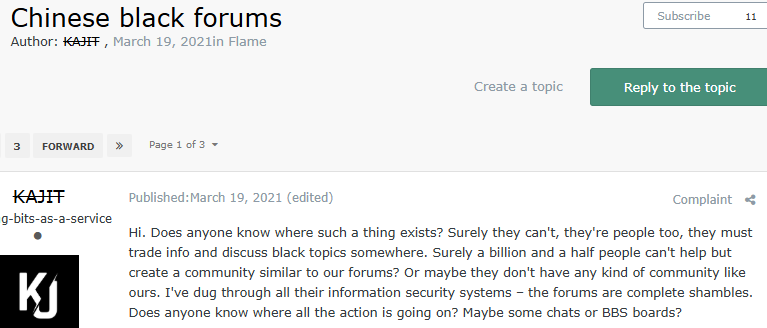 Chinese black forums
Subscribe 11
Author: KAJIT , March 19, 2021in Flame
Create a topic
Reply to the topic
3 FORWARD » Page 1 of 3
KAJIT
Published:March 19, 2021 (edited)
Complaint
g-bits-as-a-service
Hi. Does anyone know where such a thing exists? Surely they can't, they're people too, they must
trade info and discuss black topics somewhere. Surely a billion and a half people can't help but
create a community similar to our forums? Or maybe they don't have any kind of community like
ours. I've dug through all their information security systems – the forums are complete shambles.
Does anyone know where all the action is going on? Maybe some chats or BBS boards?
KJ